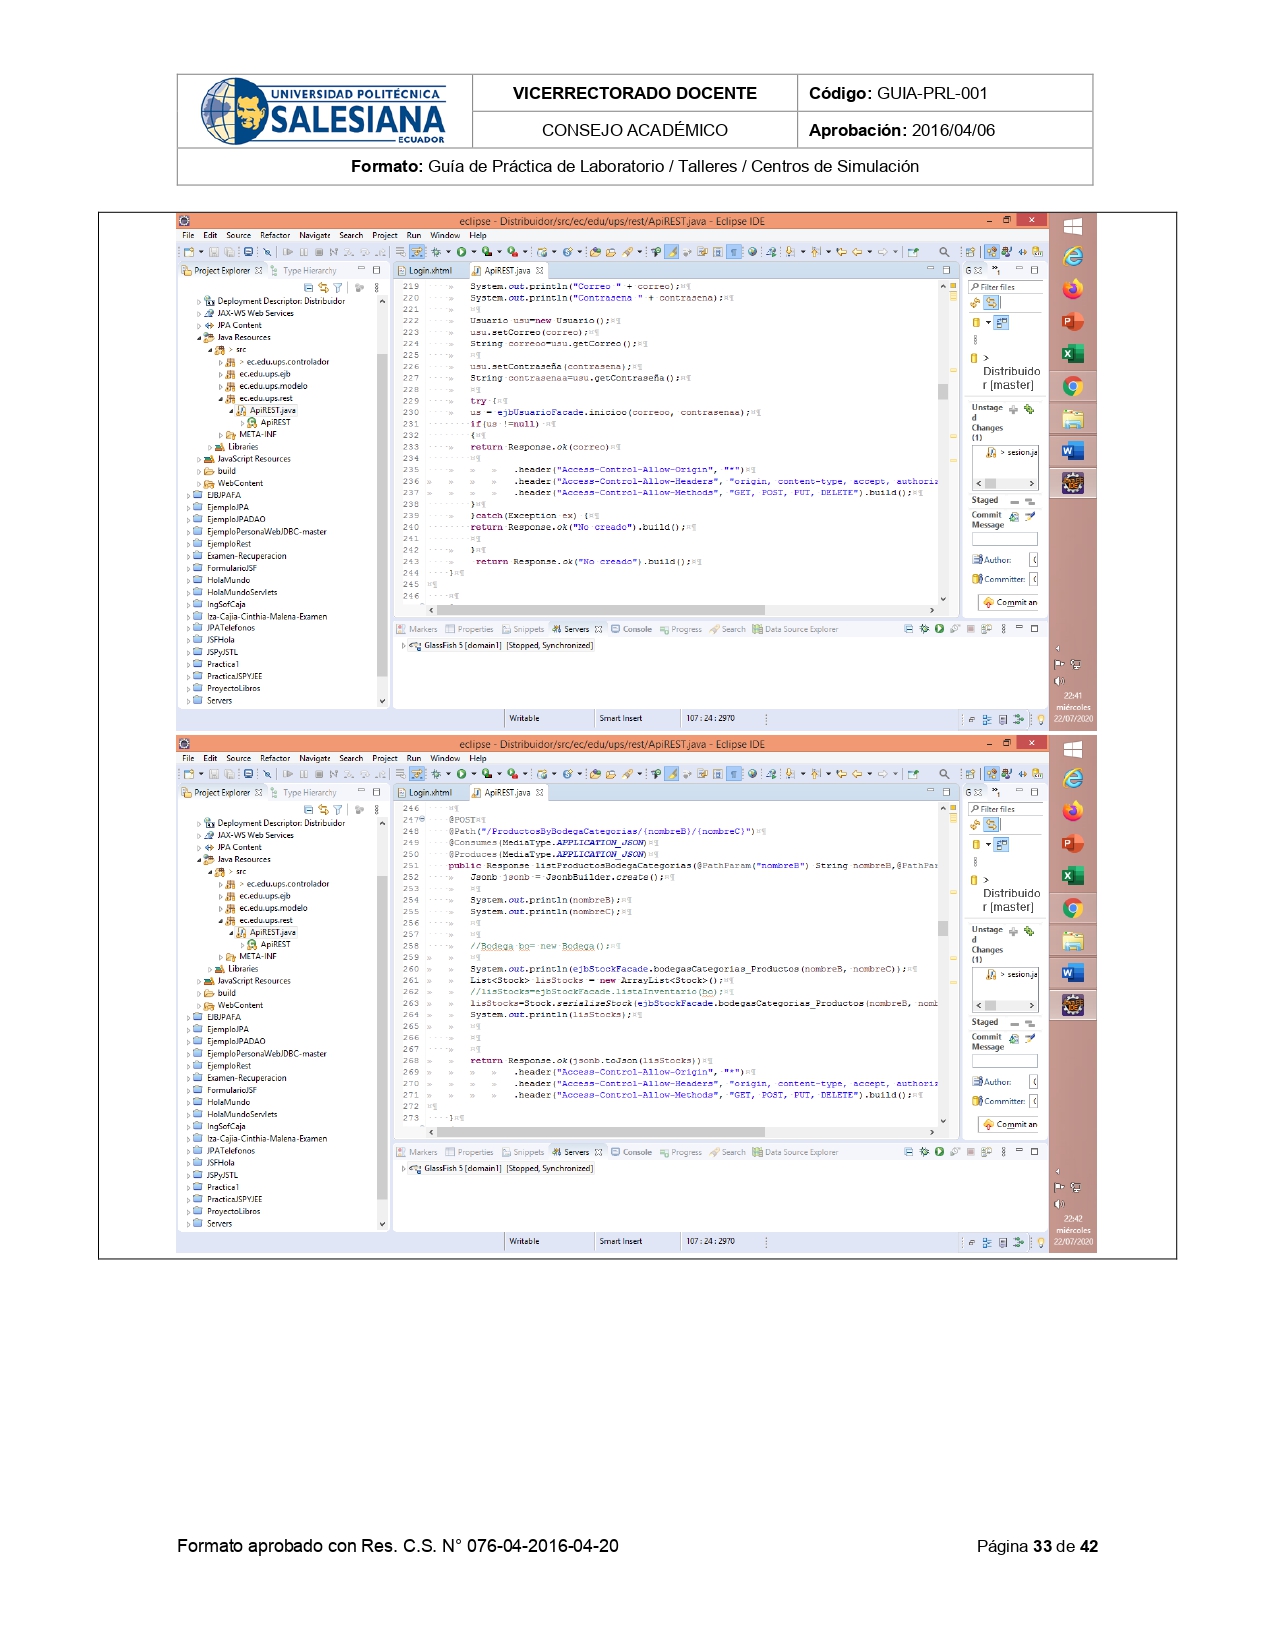 UNIVERSIDAD POLITÉCNICA
SALESIANA
ECUADOR
VICERRECTORADO DOCENTE
Código: GUIA-PRL-001
CONSEJO ACADÉMICO
Aprobación: 2016/04/06
Formato: Guía de Práctica de Laboratorio / Talleres / Centros de Simulación
eclipse - Distribuidor/src/ec/edu/ups/rest/ApiREST.java - Eclipse IDE
File Edit Source Refactor Navigate Search Project Run Window Help
Project Explorer Type Hierarchy
Deployment Descriptor: Distribuidor
JAX-WS Web Services
JPA Content
Java Resources
> src
> ec.edu.ups.controlador
ec.edu.ups.ejb
ec.edu.ups.modelo
ec.edu.ups.rest
ApiREST.java
ApiREST
META-INF
Libraries
JavaScript Resources
build
WebContent
EJBJPAFA
EjemploJPA
EjemploJPADAO
EjemploPersonaWebJDBC-master
EjemploRest
Examen-Recuperacion
FormularioJSF
HolaMundo
HolaMundoServlets
IngSofCaja
Iza-Cajia-Cinthia-Malena-Examen
JPATelefonos
JSFHola
JSPyJSTL
Practica1
PracticaJSPYJEE
ProyectoLibros
Servers
Login.xhtml ApiREST.java
219 System.out.println("Correo " + correo);
220 System.out.println("Contrasena " + contrasena);
221
222 Usuario usu=new Usuario();
223 usu.setCorreo(correo);
224 String correoo=usu.getCorreo();
225
226 usu.setContraseña(contrasena);
227 String contrasenaa=usu.getContraseña();
228
229 try {
230 us = ejbUsuarioFacade.inicioo(correoo, contrasenaa);
231 if(us !=null)
232 {
233 return Response.ok(correo)
234
235 .header("Access-Control-Allow-Origin", "*")
236 .header("Access-Control-Allow-Headers", "origin, content-type, accept, authoriz
237 .header("Access-Control-Allow-Methods", "GET, POST, PUT, DELETE").build();
238 }
239 }catch(Exception ex) {
240 return Response.ok("No creado").build();
241
242 }
243 return Response.ok("No creado").build();
244 }
245
246
Filter files
>
Distribuido
r [master]
Unstage
d
Changes
(1)
> sesion.ja
Staged
Commit
Message
Author:
Committer:
Commit an
Markers Properties Snippets Servers Console Progress Search Data Source Explorer
GlassFish 5 [domain1] [Stopped, Synchronized]
Writable Smart Insert 107 : 24 : 2970
22:41
miércoles
22/07/2020
eclipse - Distribuidor/src/ec/edu/ups/rest/ApiREST.java - Eclipse IDE
File Edit Source Refactor Navigate Search Project Run Window Help
Project Explorer Type Hierarchy
Deployment Descriptor: Distribuidor
JAX-WS Web Services
JPA Content
Java Resources
> src
> ec.edu.ups.controlador
ec.edu.ups.ejb
ec.edu.ups.modelo
ec.edu.ups.rest
ApiREST.java
ApiREST
META-INF
Libraries
JavaScript Resources
build
WebContent
EJBJPAFA
EjemploJPA
EjemploJPADAO
EjemploPersonaWebJDBC-master
EjemploRest
Examen-Recuperacion
FormularioJSF
HolaMundo
HolaMundoServlets
IngSofCaja
Iza-Cajia-Cinthia-Malena-Examen
JPATelefonos
JSFHola
JSPyJSTL
Practica1
PracticaJSPYJEE
ProyectoLibros
Servers
Login.xhtml ApiREST.java
246
247 @POST
248 @Path("/ProductosByBodegaCategorias/{nombreB}/{nombreC}")
249 @Consumes(MediaType.APPLICATION_JSON)
250 @Produces(MediaType.APPLICATION_JSON)
251 public Response listProductosBodegaCategorias(@PathParam("nombreB") String nombreB,@PathPar
252 Jsonb jsonb = JsonbBuilder.create();
253
254 System.out.println(nombreB);
255 System.out.println(nombreC);
256
257
258 //Bodega bo= new Bodega();
259
260 System.out.println(ejbStockFacade.bodegasCategorias_Productos(nombreB, nombreC));
261 List<Stock> lisStocks = new ArrayList<Stock>();
262 //lisStocks=ejbStockFacade.listaInventario(bo);
263 lisStocks=Stock.serializeStock(ejbStockFacade.bodegasCategorias_Productos(nombreB, nomb
264 System.out.println(lisStocks);
265
266
267
268 return Response.ok(jsonb.toJson(lisStocks))
269 .header("Access-Control-Allow-Origin", "*")
270 .header("Access-Control-Allow-Headers", "origin, content-type, accept, authoriz
271 .header("Access-Control-Allow-Methods", "GET, POST, PUT, DELETE").build();
272
273 }
Filter files
>
Distribuido
r [master]
Unstage
d
Changes
(1)
> sesion.ja
Staged
Commit
Message
Author:
Committer:
Commit an
Markers Properties Snippets Servers Console Progress Search Data Source Explorer
GlassFish 5 [domain1] [Stopped, Synchronized]
Writable Smart Insert 107 : 24 : 2970
22:42
miércoles
22/07/2020
Formato aprobado con Res. C.S. N° 076-04-2016-04-20
Página 33 de 42